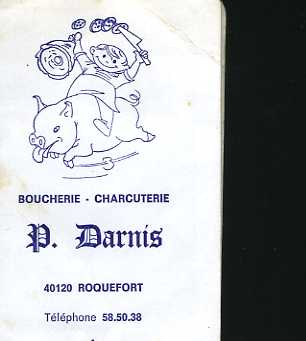 BOUCHERIE - CHARCUTERIE
P. Darnis
40120 ROQUEFORT
Téléphone 58.50.38